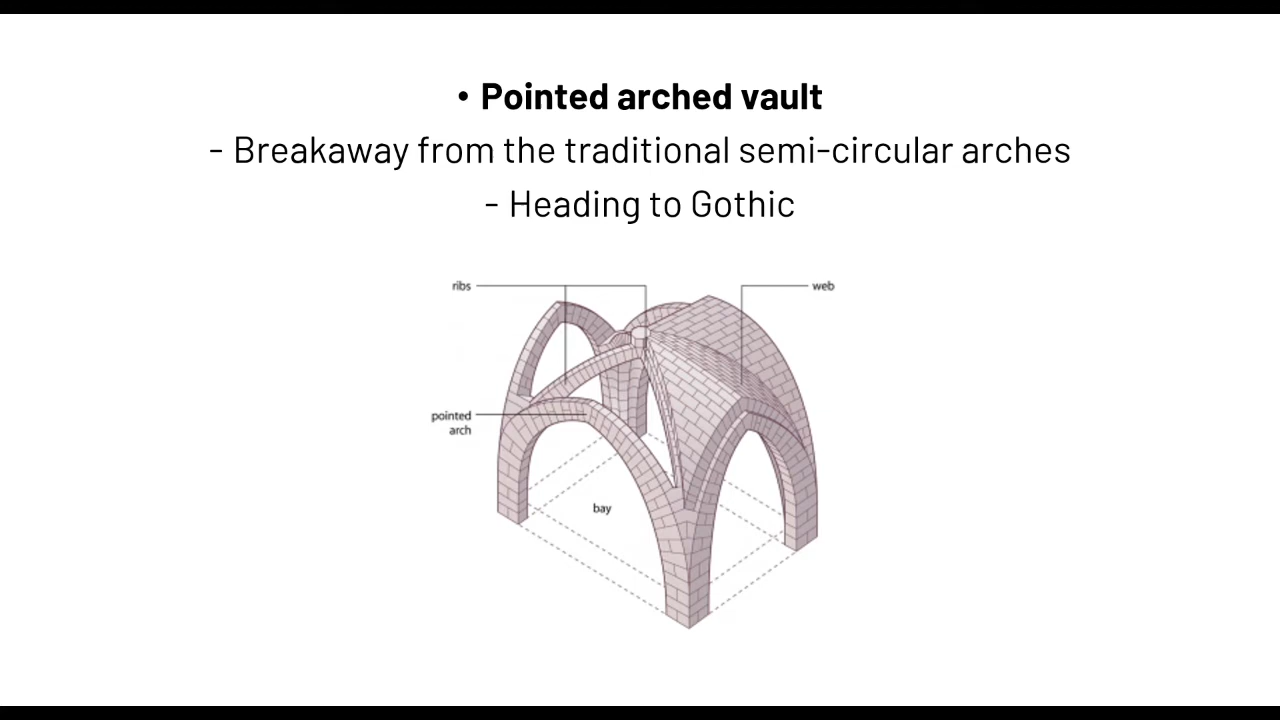 • Pointed arched vault
- Breakaway from the traditional semi-circular arches
- Heading to Gothic
ribs
web
pointed
arch
bay